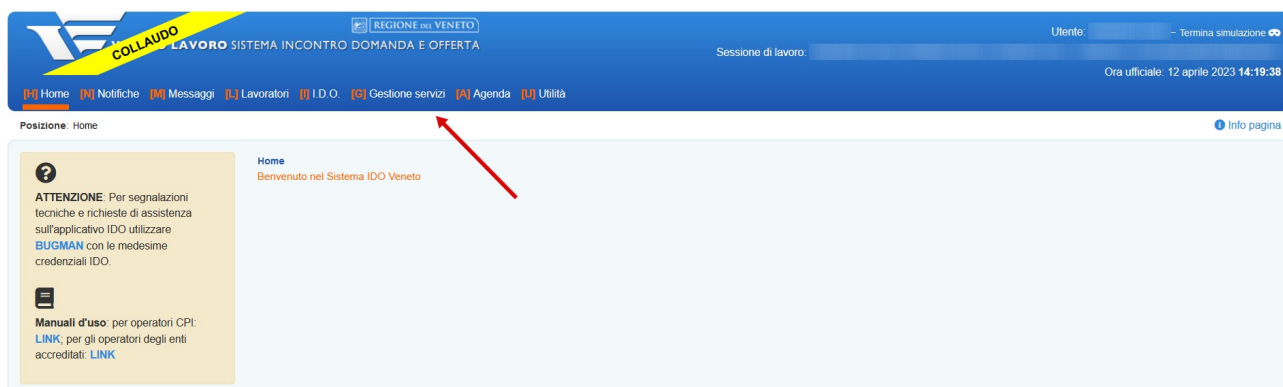 COLLAUDO
LAVORO SISTEMA INCONTRO DOMANDA E OFFERTA
REGIONE DEL VENETO
Utente: – Termina simulazione
Sessione di lavoro:
Ora ufficiale: 12 aprile 2023 14:19:38
[H] Home [N] Notifiche [M] Messaggi [L] Lavoratori [I] I.D.O. [G] Gestione servizi [A] Agenda [U] Utilità
Posizione: Home
Info pagina
ATTENZIONE: Per segnalazioni
tecniche e richieste di assistenza
sull'applicativo IDO utilizzare
BUGMAN con le medesime
credenziali IDO.
Manuali d'uso: per operatori CPI:
LINK; per gli operatori degli enti
accreditati: LINK
Home
Benvenuto nel Sistema IDO Veneto